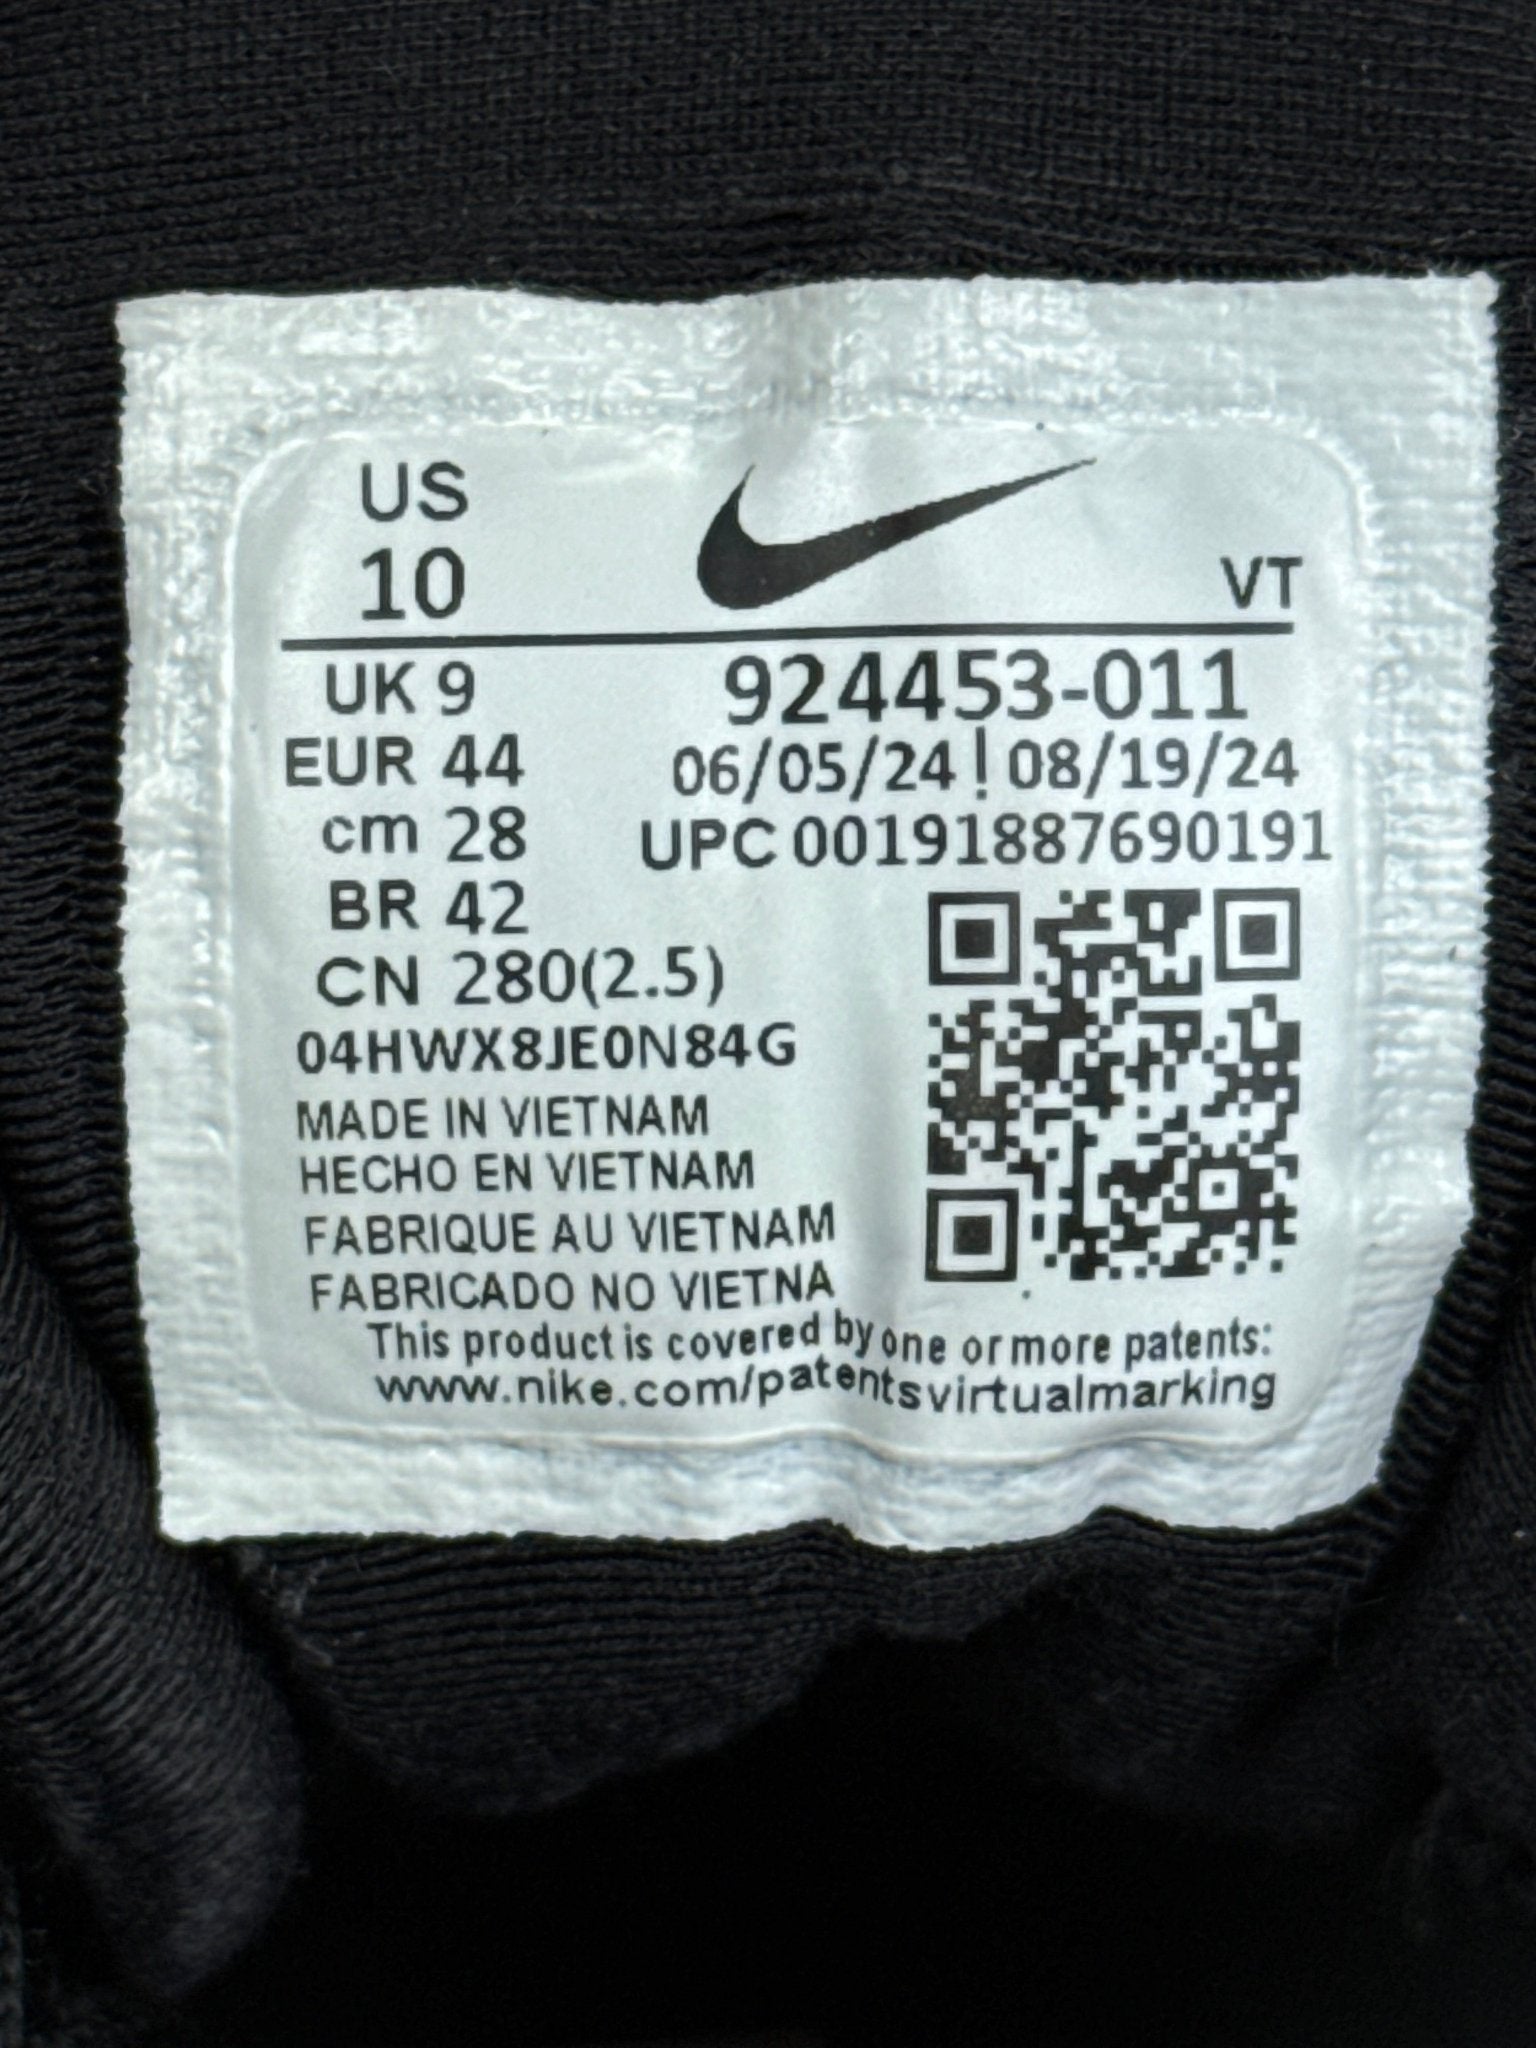 US
10
VT
UK 9
924453-011
EUR 44
06/05/24 ¦ 08/19/24
cm 28
UPC 00191887690191
BR 42
CN 280(2.5)
04HWX8JE0N84G
MADE IN VIETNAM
HECHO EN VIETNAM
FABRIQUE AU VIETNAM
FABRICADO NO VIETNA
This product is covered by one or more patents:
www.nike.com/patentsvirtualmarking